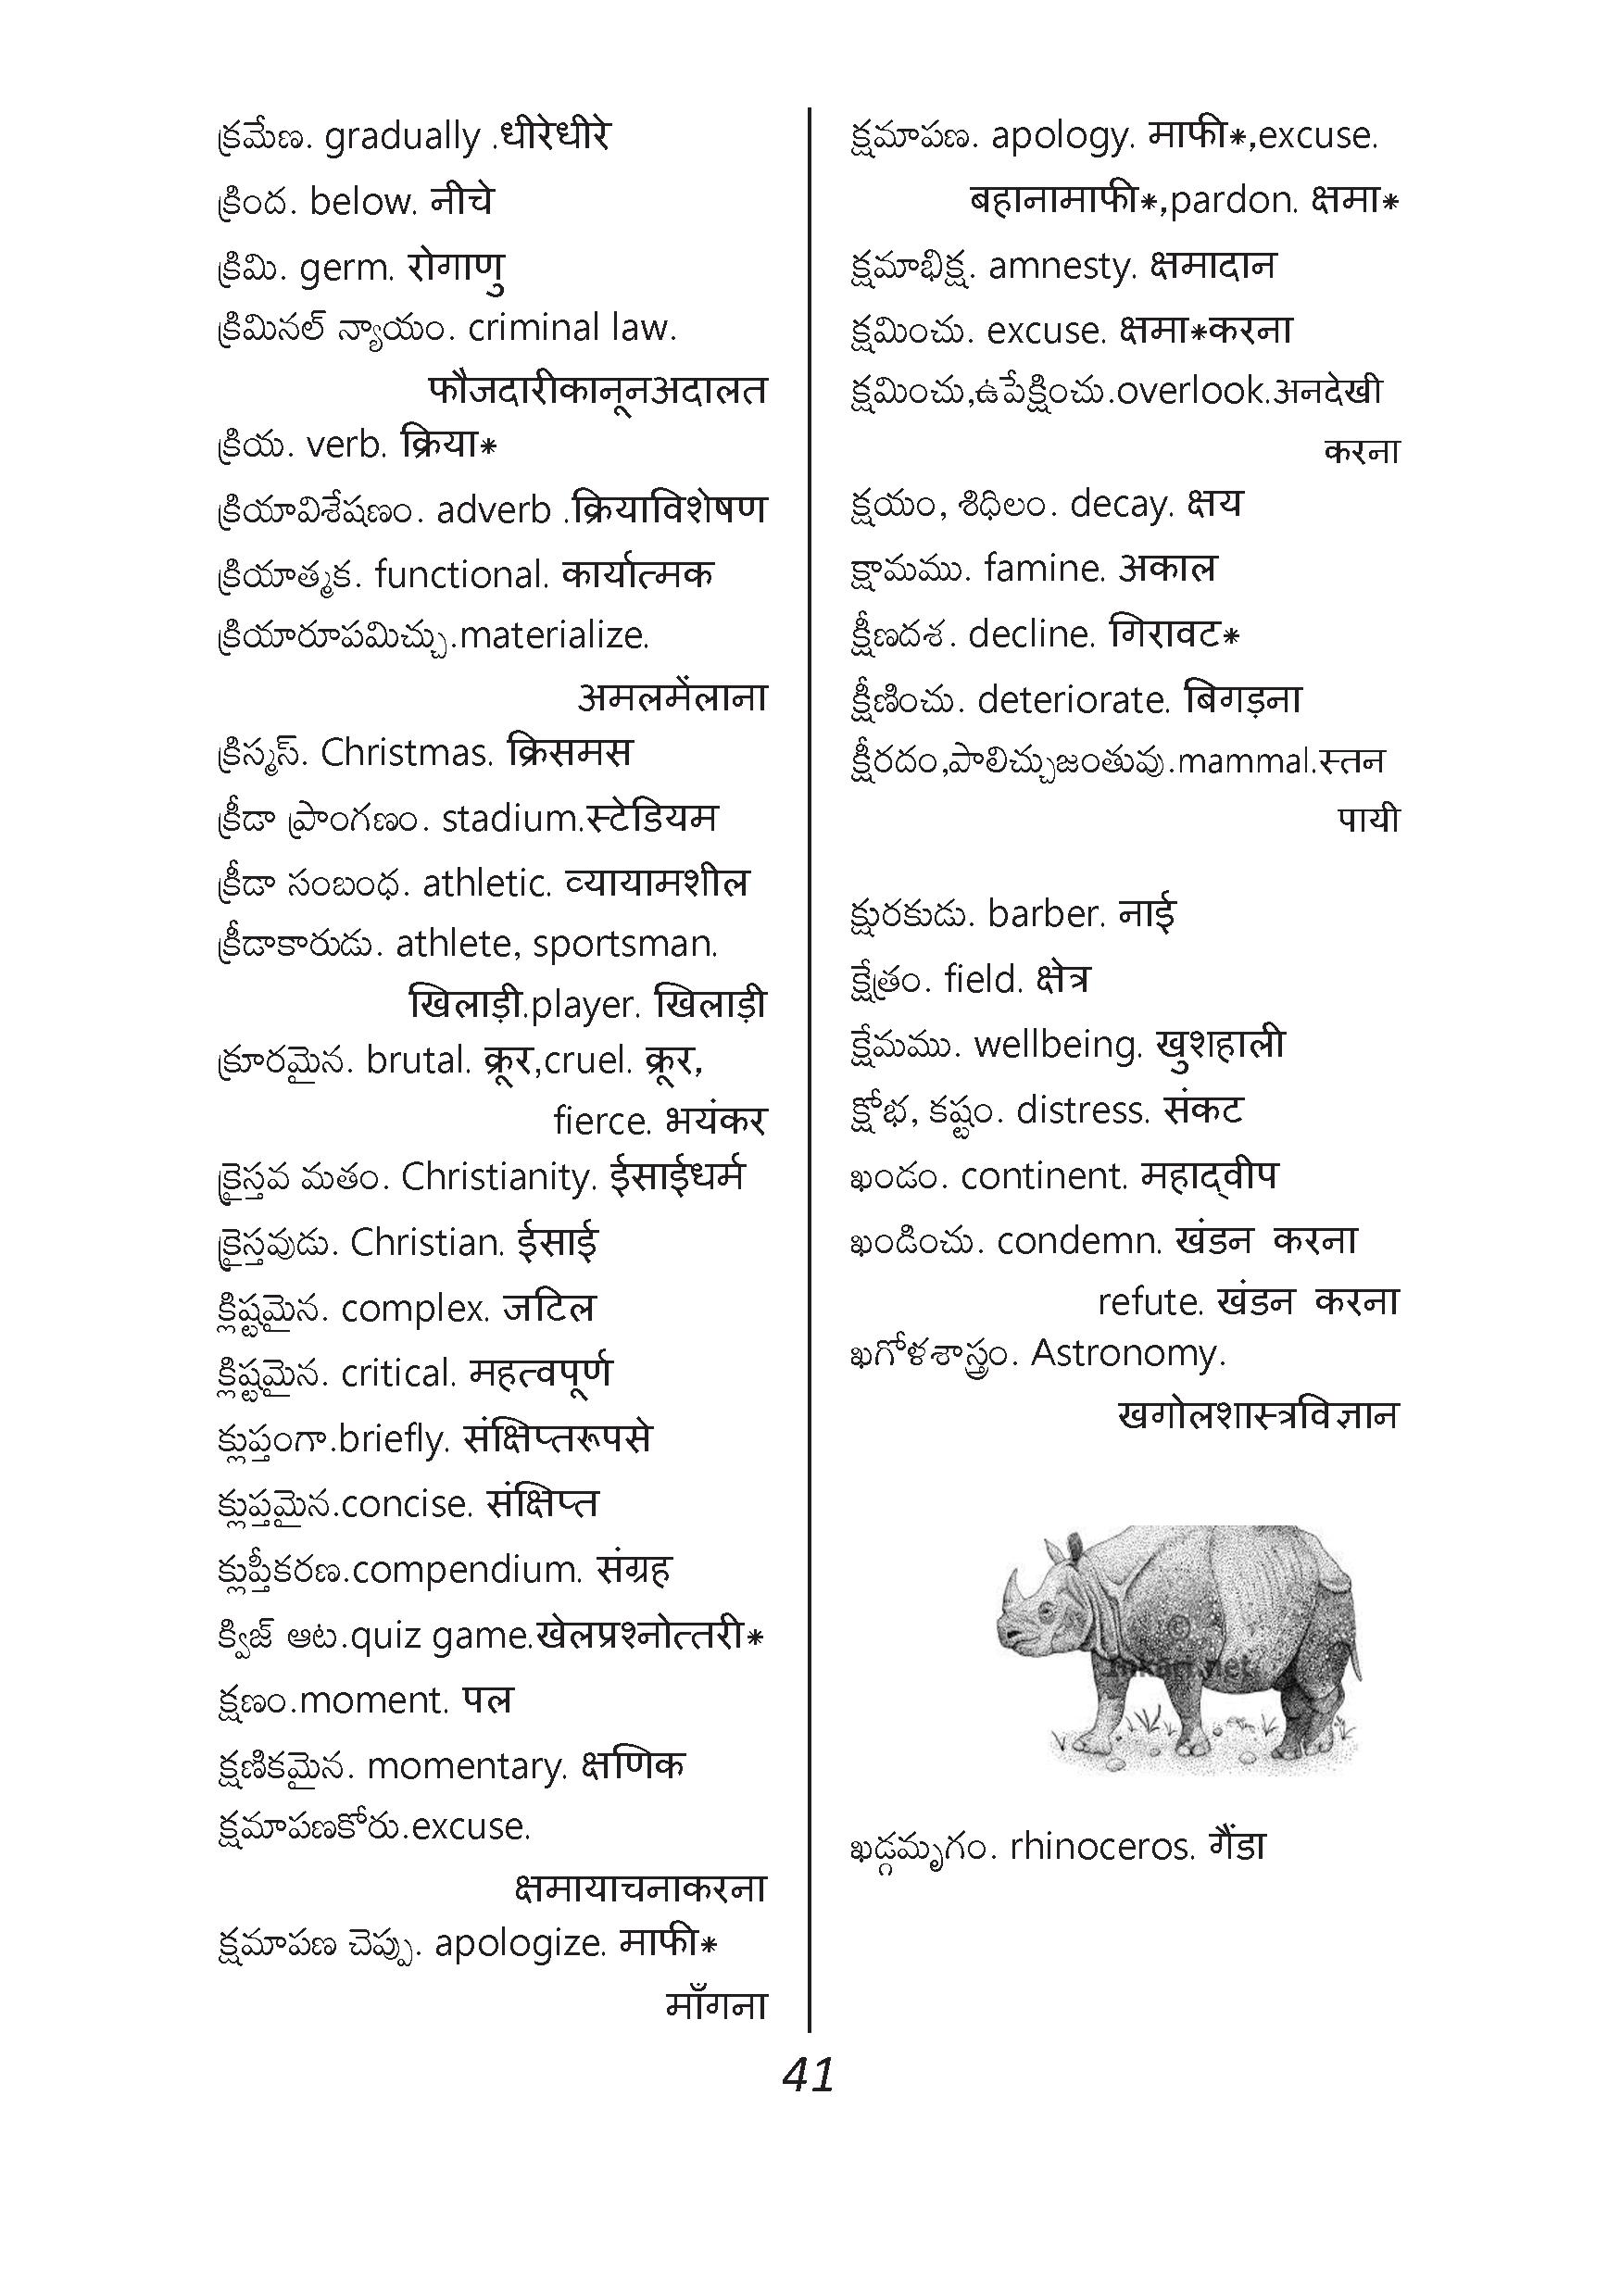 క్రమేణ. gradually .धीरेधीरे
క్రింద. below. नीचे
క్రిమి. germ. रोगाणु
క్రిమినల్ న్యాయం. criminal law.
फौजदारीकानूनअदालत
క్రియ. verb. क्रिया*
క్రియావిశేషణం. adverb .क्रियाविशेषण
క్రియాత్మక. functional. कार्यात्मक
క్రియారూపమిచ్చు.materialize.
अमलमेंलाना
క్రిస్మస్. Christmas. क्रिसमस
క్రీడా ప్రాంగణం. stadium.स्टेडियम
క్రీడా సంబంధ. athletic. व्यायामशील
క్రీడాకారుడు. athlete, sportsman.
खिलाड़ी.player. खिलाड़ी
క్రూరమైన. brutal. क्रूर,cruel. क्रूर,
fierce. भयंकर
క్రైస్తవ మతం. Christianity. ईसाईधर्म
క్రైస్తవుడు. Christian. ईसाई
క్లిష్టమైన. complex. जटिल
క్లిష్టమైన. critical. महत्वपूर्ण
క్లుప్తంగా.briefly. संक्षिप्तरूपसे
క్లుప్తమైన.concise. संक्षिप्त
క్లుప్తీకరణ.compendium. संग्रह
క్విజ్ ఆట.quiz game.खेलप्रश्नोत्तरी*
క్షణం.moment. पल
క్షణికమైన. momentary. क्षणिक
క్షమాపణకోరు.excuse.
क्षमायाचनाकरना
క్షమాపణ చెప్పు. apologize. माफी*
माँगना
క్షమాపణ. apology. माफी*,excuse.
बहानामाफी*,pardon. क्षमा*
క్షమాభిక్ష. amnesty. क्षमादान
క్షమించు. excuse. क्षमा*करना
క్షమించు,ఉపేక్షించు.overlook.अनदेखी
करना
క్షయం, శిధిలం. decay. क्षय
క్షామము. famine. अकाल
క్షీణదశ. decline. गिरावट*
క్షీణించు. deteriorate. बिगड़ना
క్షీరదం,పాలిచ్చుజంతువు.mammal.स्तन
पायी
క్షురకుడు. barber. नाई
క్షేత్రం. field. क्षेत्र
క్షేమము. wellbeing. खुशहाली
క్షోభ, కష్టం. distress. संकट
ఖండం. continent. महाद्वीप
ఖండించు. condemn. खंडन करना
refute. खंडन करना
ఖగోళశాస్త్రం. Astronomy.
खगोलशास्त्रविज्ञान
ఖడ్గమృగం. rhinoceros. गैंडा
41